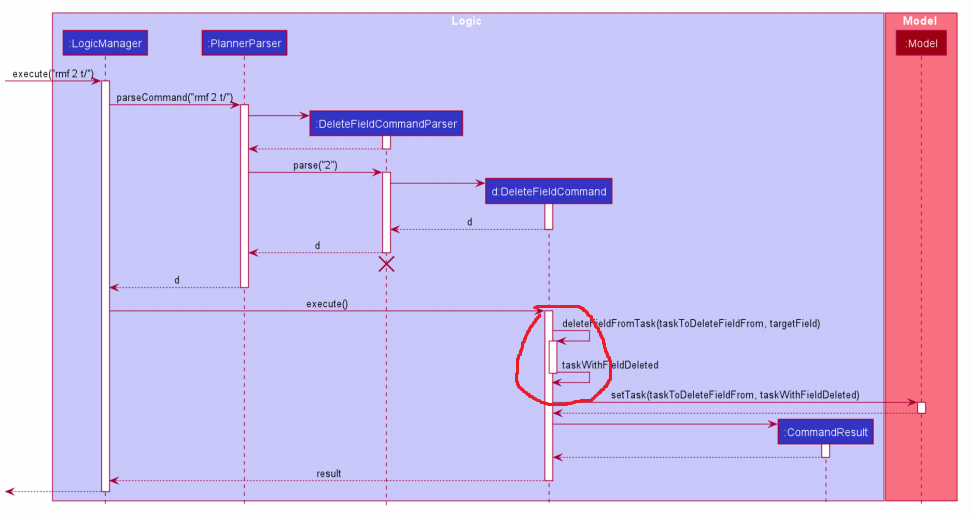 Logic
Model
:LogicManager
:PlannerParser
:Model
execute("rmf 2 t/")
parseCommand("rmf 2 t/")
:DeleteFieldCommandParser
parse("2")
d:DeleteFieldCommand
d
d
d
execute()
deleteFieldFromTask(taskToDeleteFieldFrom, targetField)
taskWithFieldDeleted
setTask(taskToDeleteFieldFrom, taskWithFieldDeleted)
:CommandResult
result